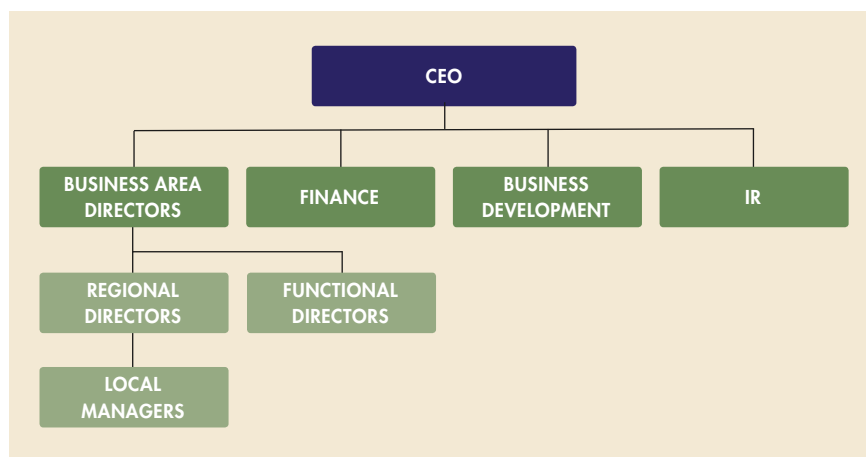 CEO
BUSINESS AREA
DIRECTORS
FINANCE
BUSINESS
DEVELOPMENT
IR
REGIONAL
DIRECTORS
FUNCTIONAL
DIRECTORS
LOCAL
MANAGERS